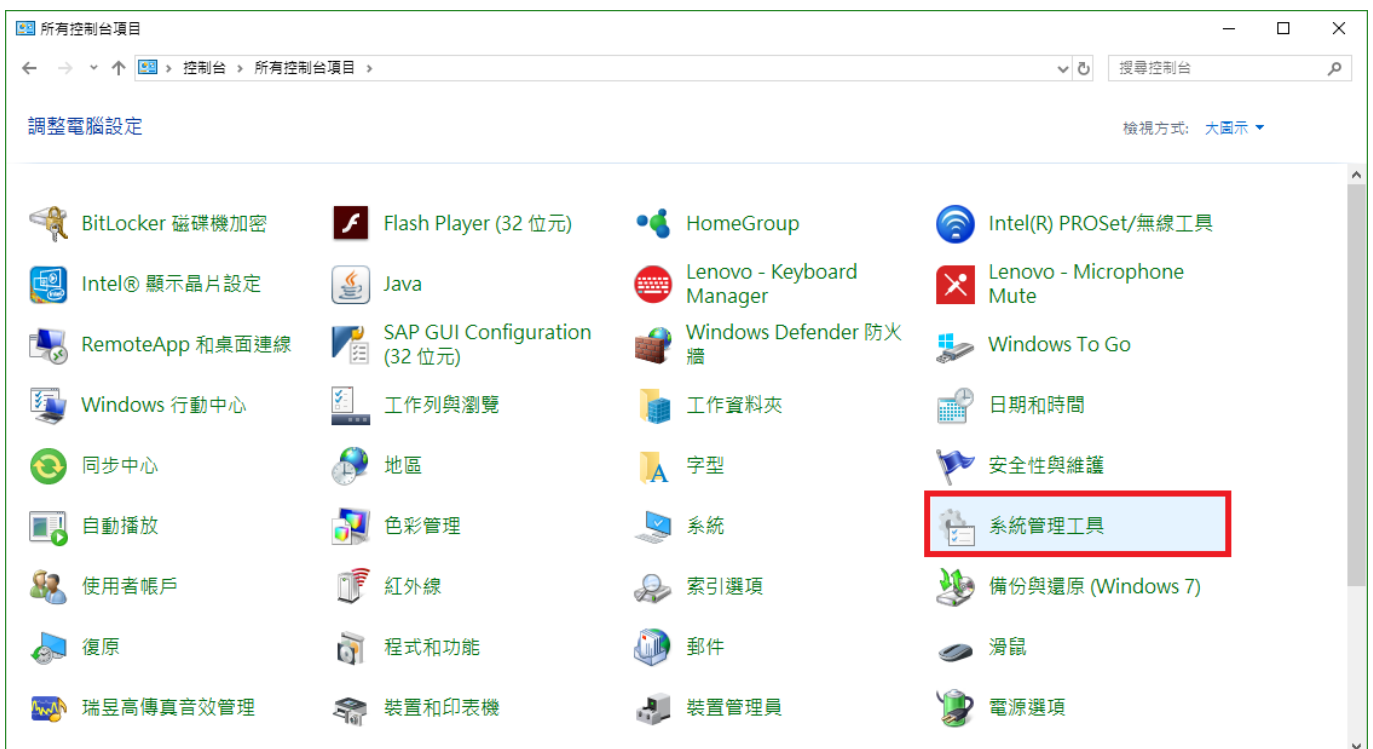 所有控制台項目
控制台 › 所有控制台項目 ›
搜尋控制台
調整電腦設定
檢視方式: 大圖示
BitLocker 磁碟機加密
Flash Player (32 位元)
HomeGroup
Intel(R) PROSet/無線工具
Intel® 顯示晶片設定
Java
Lenovo - Keyboard
Manager
Lenovo - Microphone
Mute
RemoteApp 和桌面連線
SAP GUI Configuration
(32 位元)
Windows Defender 防火
牆
Windows To Go
Windows 行動中心
工作列與瀏覽
工作資料夾
日期和時間
同步中心
地區
字型
安全性與維護
自動播放
色彩管理
系統
系統管理工具
使用者帳戶
紅外線
索引選項
備份與還原 (Windows 7)
復原
程式和功能
郵件
滑鼠
瑞昱高傳真音效管理
裝置和印表機
裝置管理員
電源選項